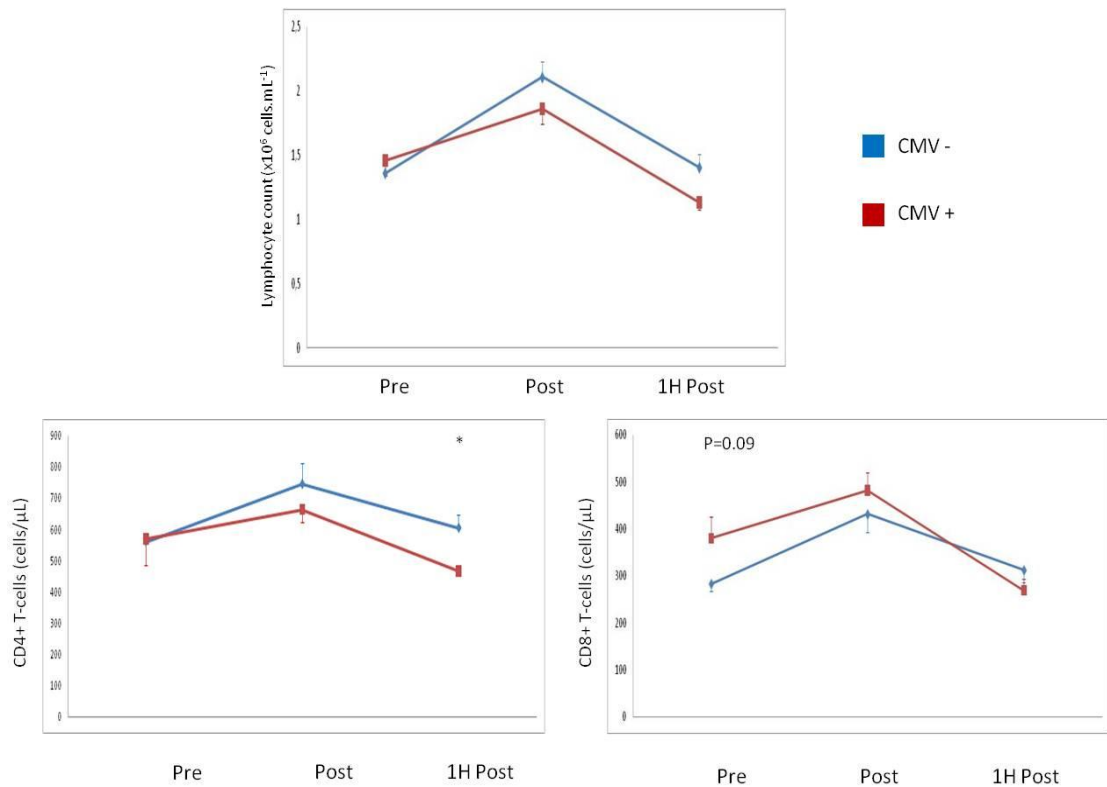 2,5
2
1,5
1
0,5
0
Lymphocyte count (x10⁶ cells.mL⁻¹)
Pre
Post
1H Post
CMV -
CMV +
900
800
700
600
500
400
300
200
100
0
CD4+ T-cells (cells/µL)
*
Pre
Post
1H Post
600
500
400
300
200
100
0
CD8+ T-cells (cells/µL)
P=0.09
Pre
Post
1H Post